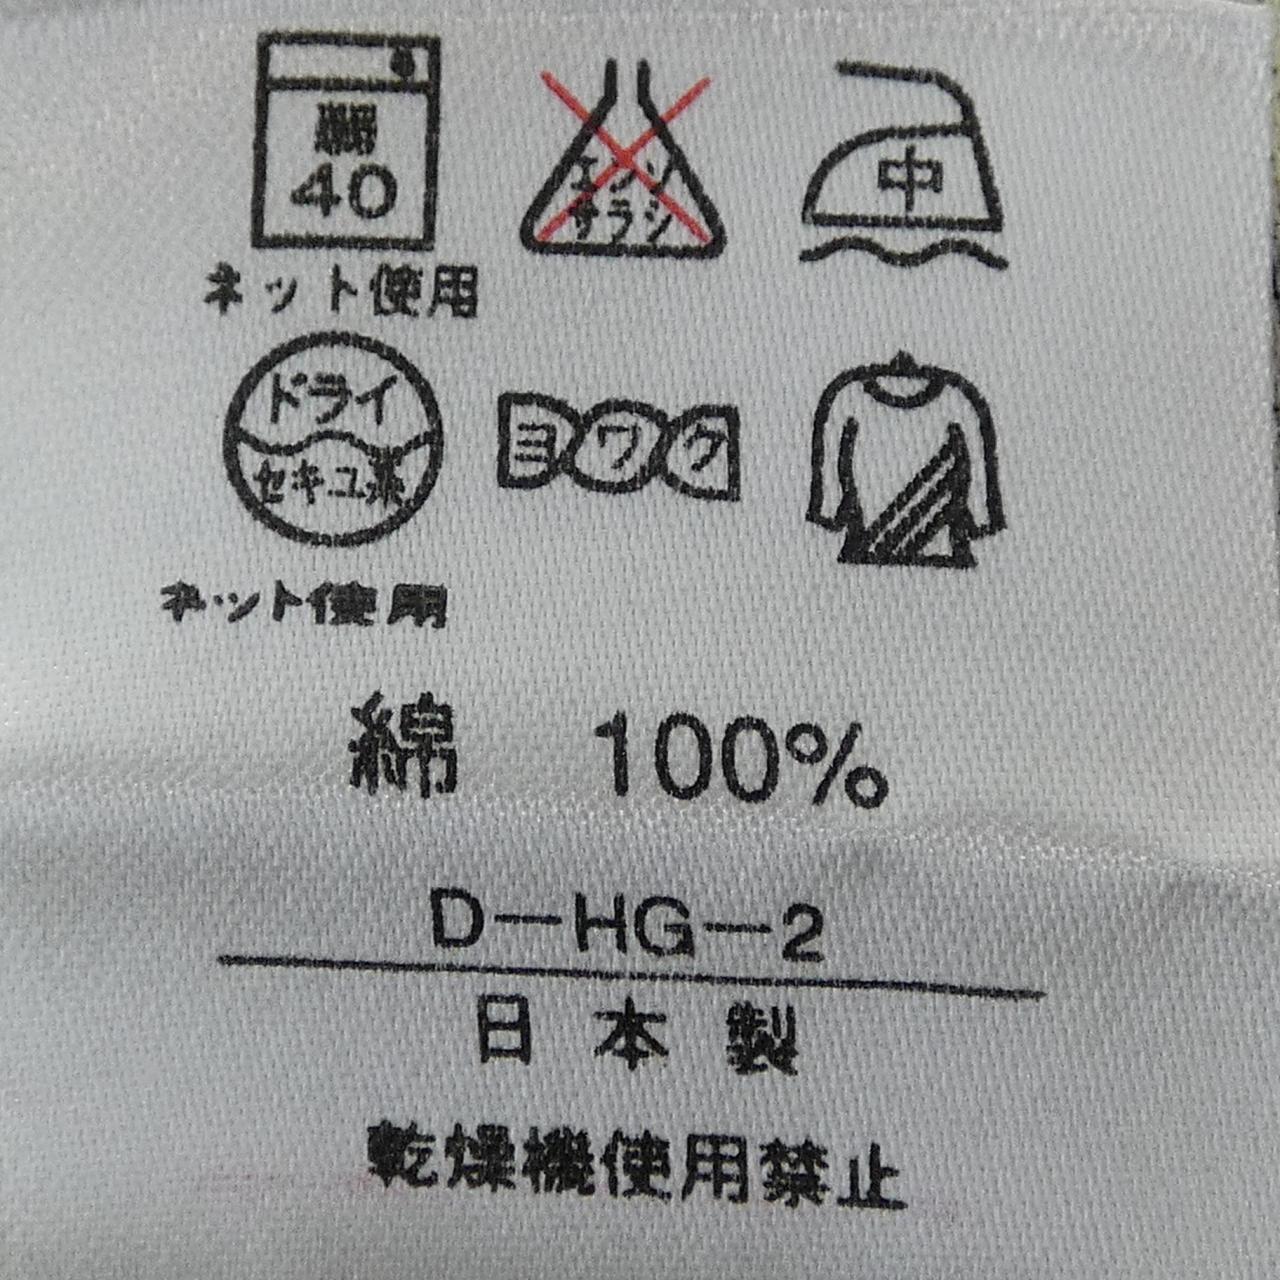 弱
40
エンソ
サラシ
中
ネット使用
ドライ
セキユ系
ヨワク
ネット使用
綿 100%
D-HG-2
日本製
乾燥機使用禁止